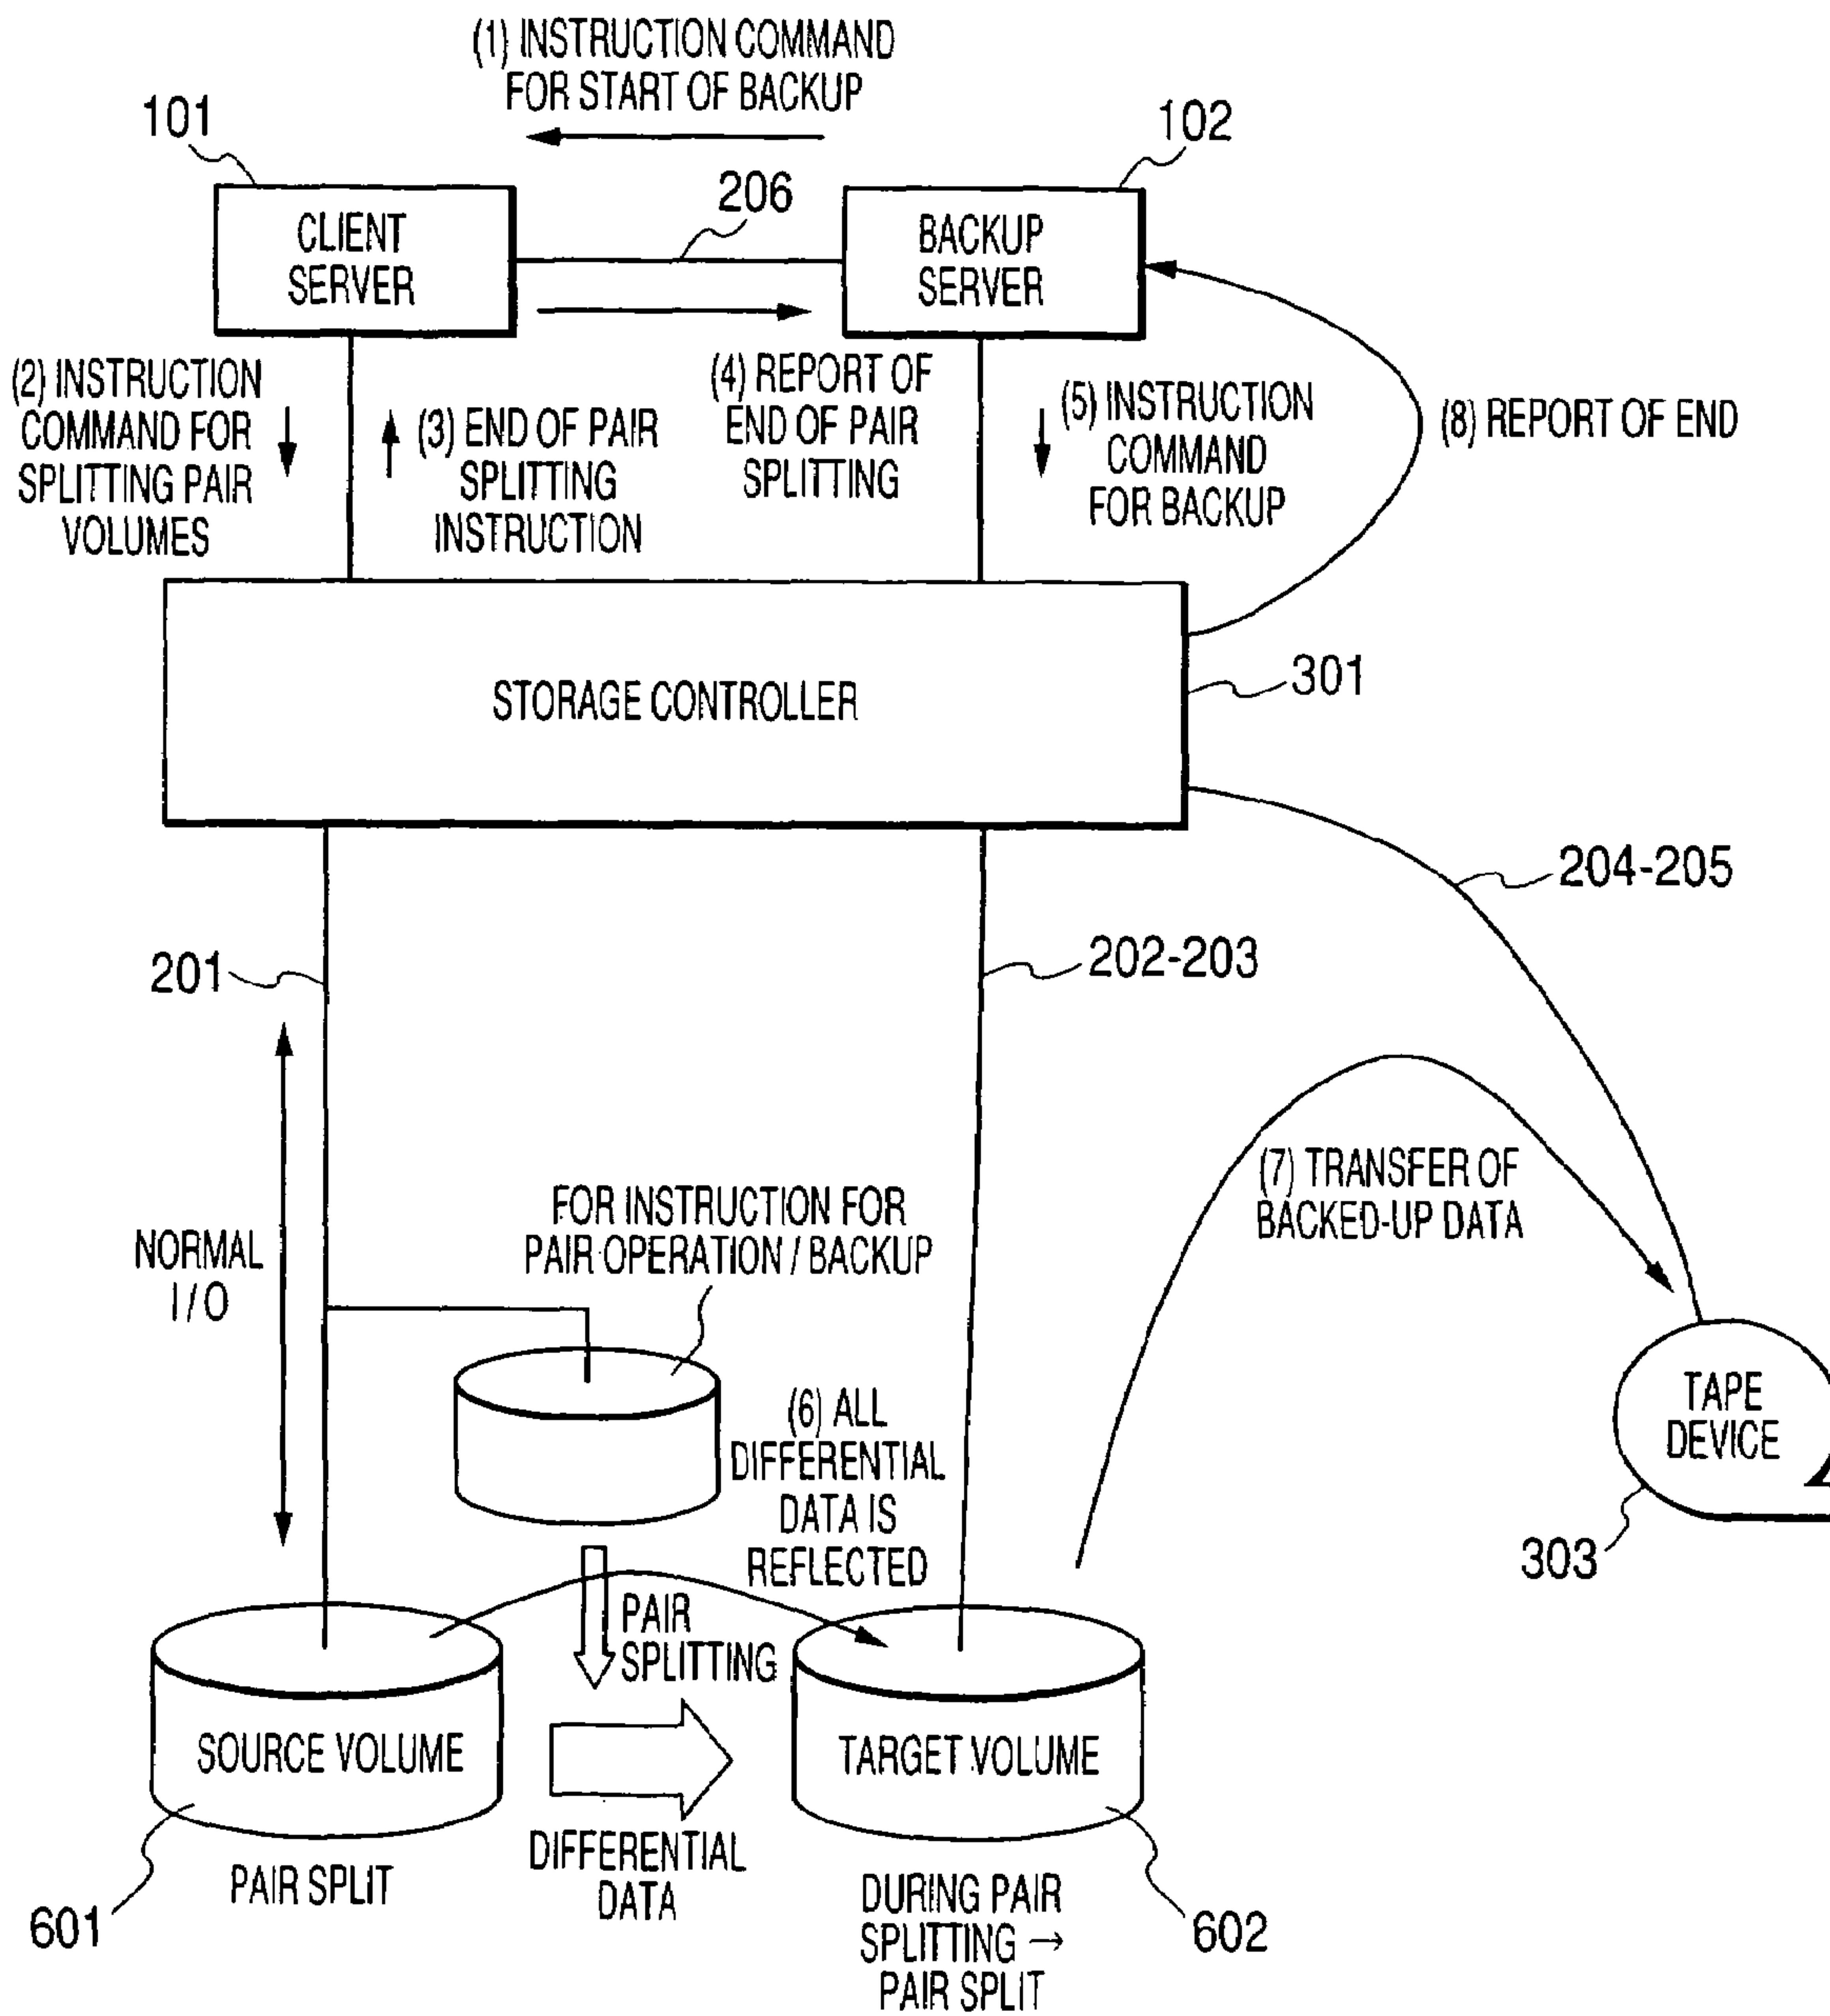 (1) INSTRUCTION COMMAND
FOR START OF BACKUP
101
102
206
CLIENT
SERVER
BACKUP
SERVER
(2) INSTRUCTION
COMMAND FOR
SPLITTING PAIR
VOLUMES
(3) END OF PAIR
SPLITTING
INSTRUCTION
(4) REPORT OF
END OF PAIR
SPLITTING
(5) INSTRUCTION
COMMAND
FOR BACKUP
(8) REPORT OF END
STORAGE CONTROLLER
301
204-205
201
202-203
NORMAL
I/O
FOR INSTRUCTION FOR
PAIR OPERATION / BACKUP
(7) TRANSFER OF
BACKED-UP DATA
(6) ALL
DIFFERENTIAL
DATA IS
REFLECTED
TAPE
DEVICE
303
PAIR
SPLITTING
SOURCE VOLUME
TARGET VOLUME
DIFFERENTIAL
DATA
601
PAIR SPLIT
602
DURING PAIR
SPLITTING →
PAIR SPLIT